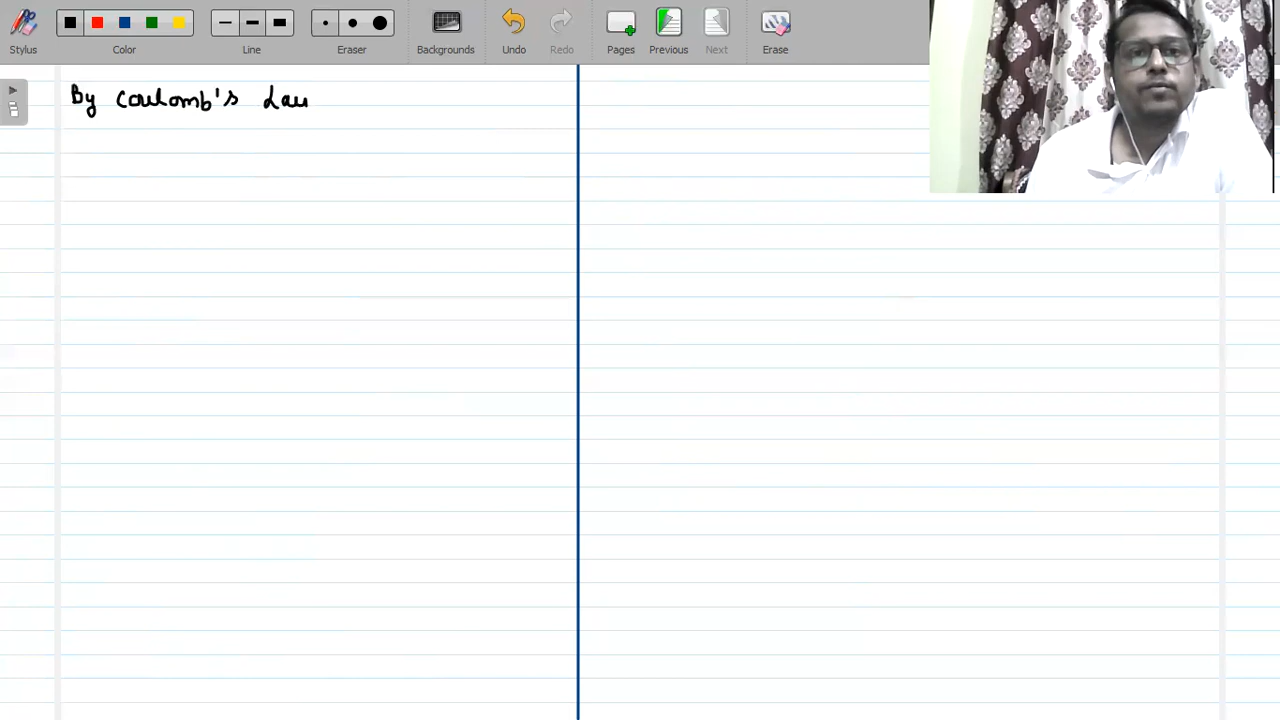 Stylus
Color
Line
Eraser
Backgrounds
Undo
Redo
Pages
Previous
Next
Erase
By Coulomb's Law